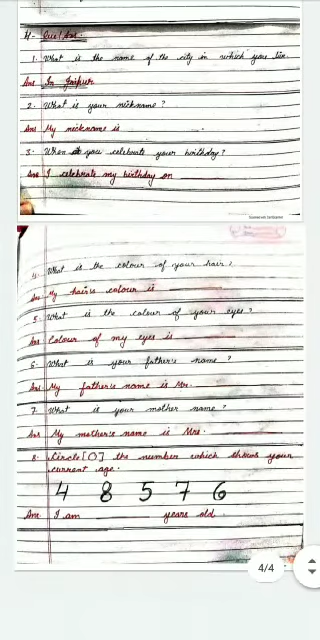 4- Que/Ans:-
1. What is the name of the city in which you live.
Ans In Jaipur
2. What is your nickname?
Ans My nickname is
3. When do you celebrate your birthday?
Ans I celebrate my birthday on
Scanned with CamScanner
4. What is the colour of your hair?
Ans My hair's colour is
5. What is the colour of your eyes?
Ans Colour of my eyes is
6. What is your father's name?
Ans. My father's name is Mr.
7. What is your mother name?
Ans My mother's name is Mrs.
8. Circle [O] the number which shows your
current age.
4 8 5 7 6
Ans I am years old.
4/4